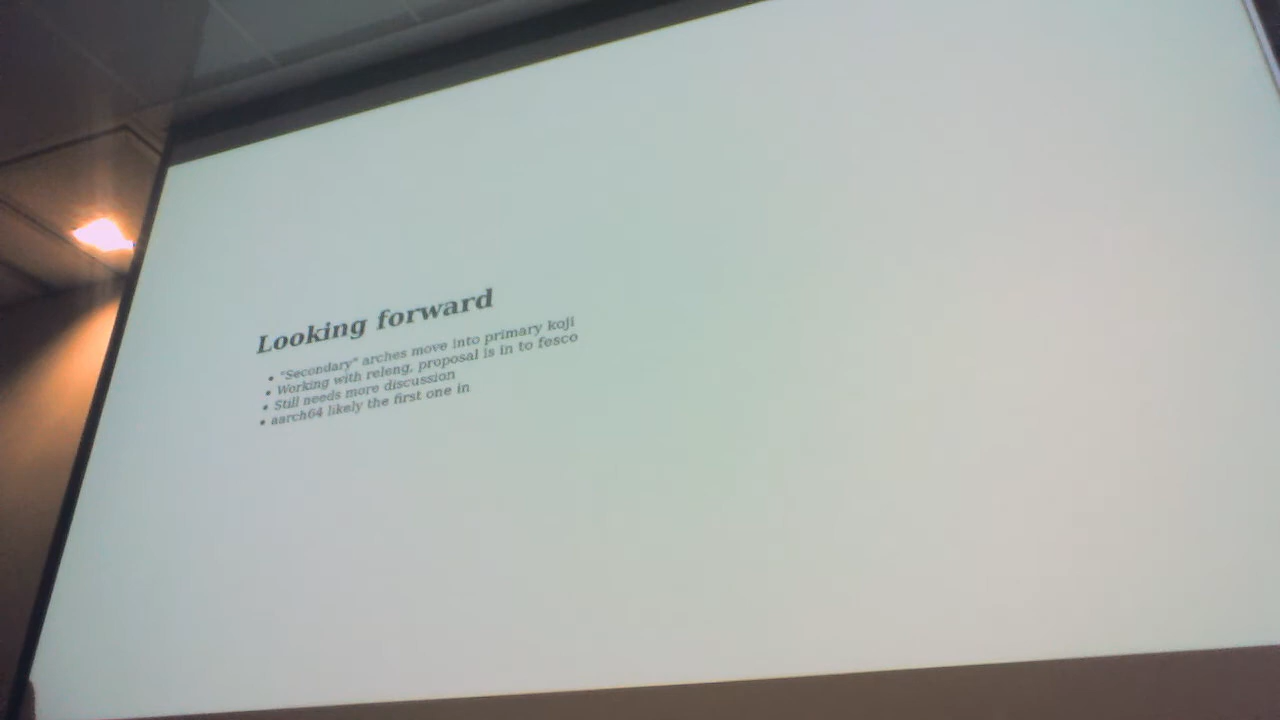 Looking forward
• "Secondary" arches move into primary koji
• Working with releng, proposal is in to fesco
• Still needs more discussion
• aarch64 likely the first one in